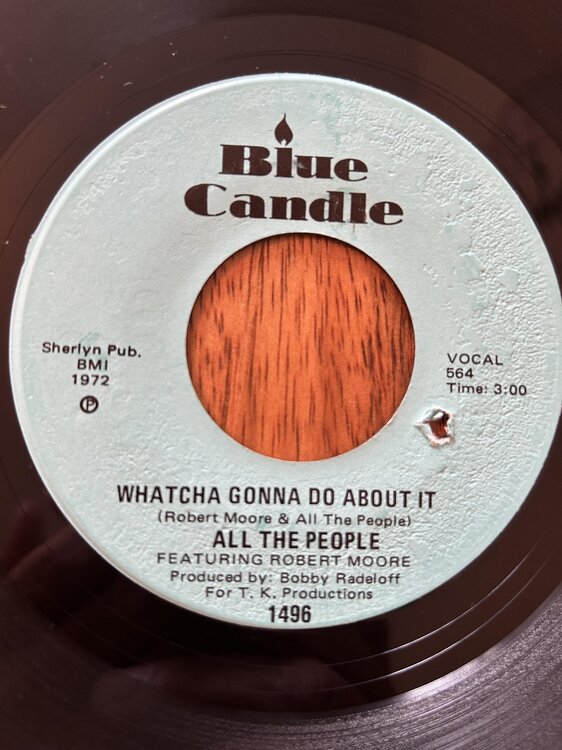 Blue
Candle
Sherlyn Pub.
BMI
1972
℗
VOCAL
564
Time: 3:00
WHATCHA GONNA DO ABOUT IT
(Robert Moore & All The People)
ALL THE PEOPLE
FEATURING ROBERT MOORE
Produced by: Bobby Radeloff
For T. K. Productions
1496